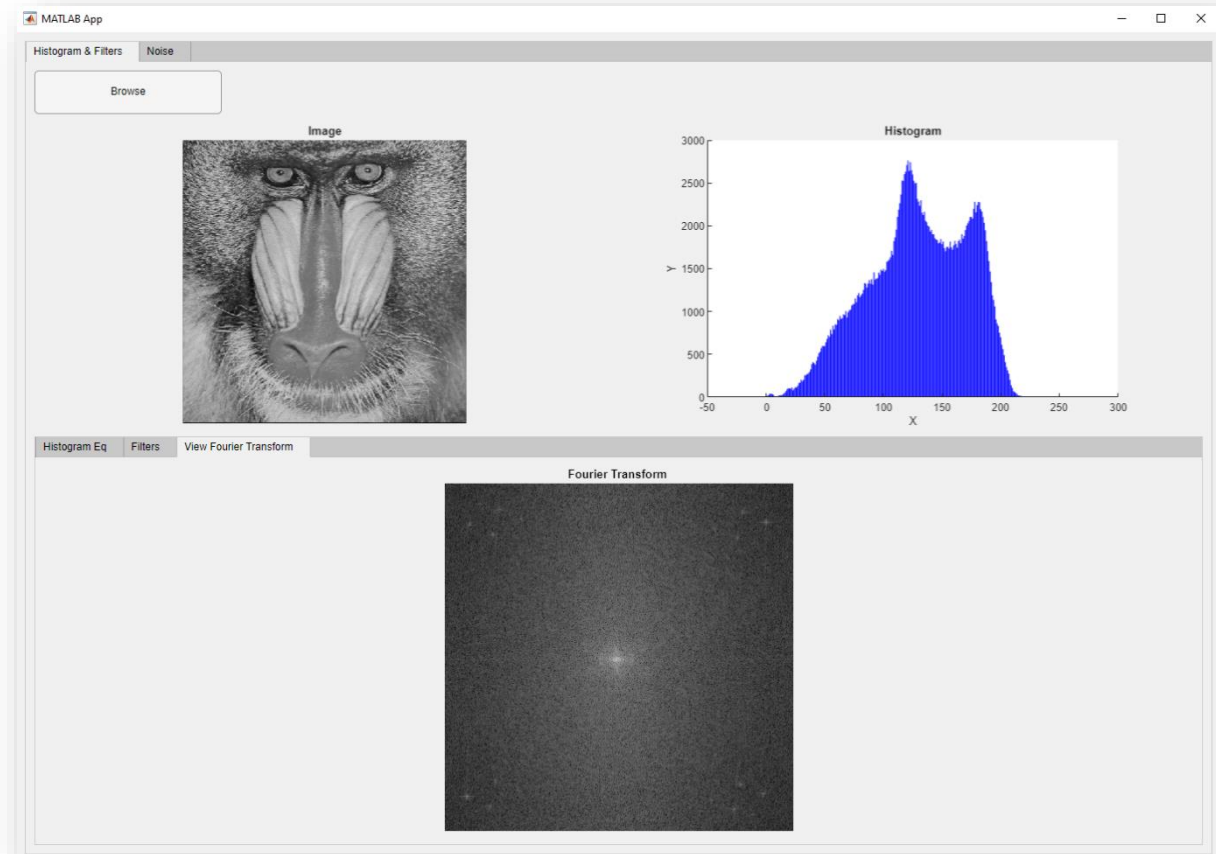 MATLAB App
Histogram & Filters Noise
Browse
Image
Histogram
3000
2500
2000
1500
1000
500
0
Y
-50 0 50 100 150 200 250 300
X
Histogram Eq Filters View Fourier Transform
Fourier Transform